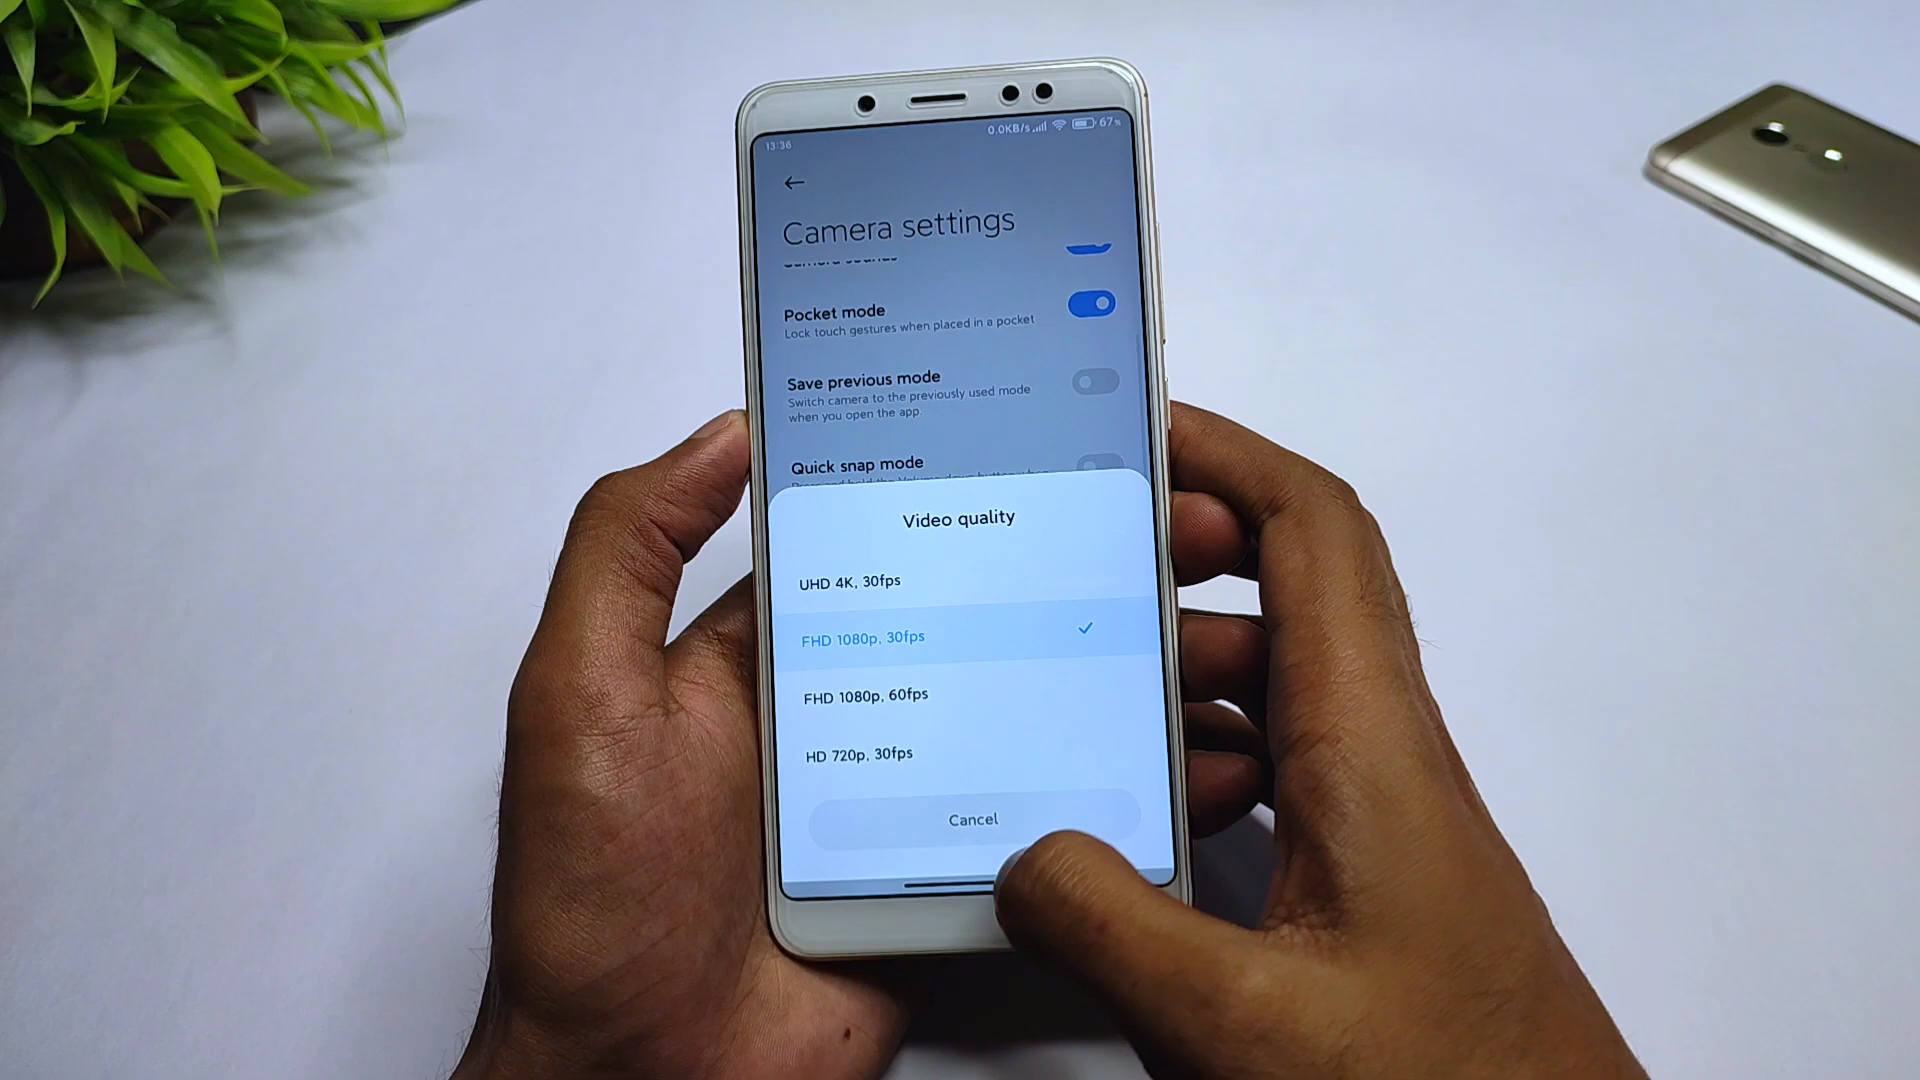 13:36
0.0KB/s 67%
Camera settings
Pocket mode
Lock touch gestures when placed in a pocket
Save previous mode
Switch camera to the previously used mode
when you open the app.
Quick snap mode
Video quality
UHD 4K, 30fps
FHD 1080p, 30fps
FHD 1080p, 60fps
HD 720p, 30fps
Cancel